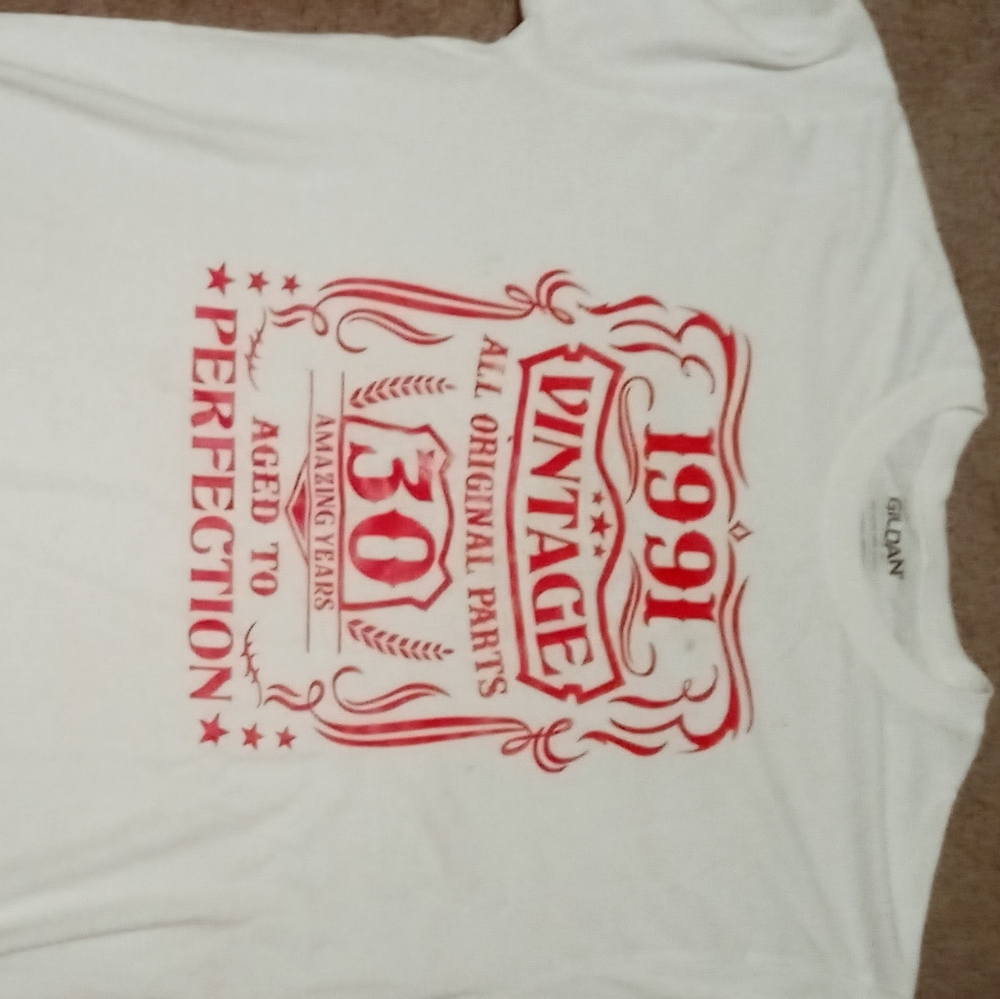 GILDAN
1991
VINTAGE
ALL ORIGINAL PARTS
30
AMAZING YEARS
AGED TO
PERFECTION